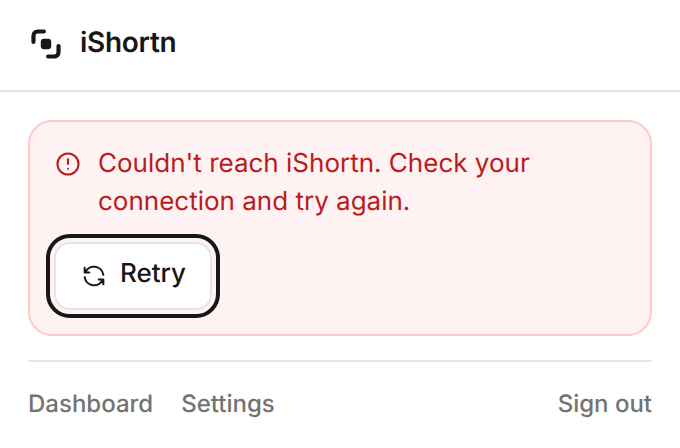 iShortn
Couldn't reach iShortn. Check your
connection and try again.
Retry
Dashboard Settings Sign out